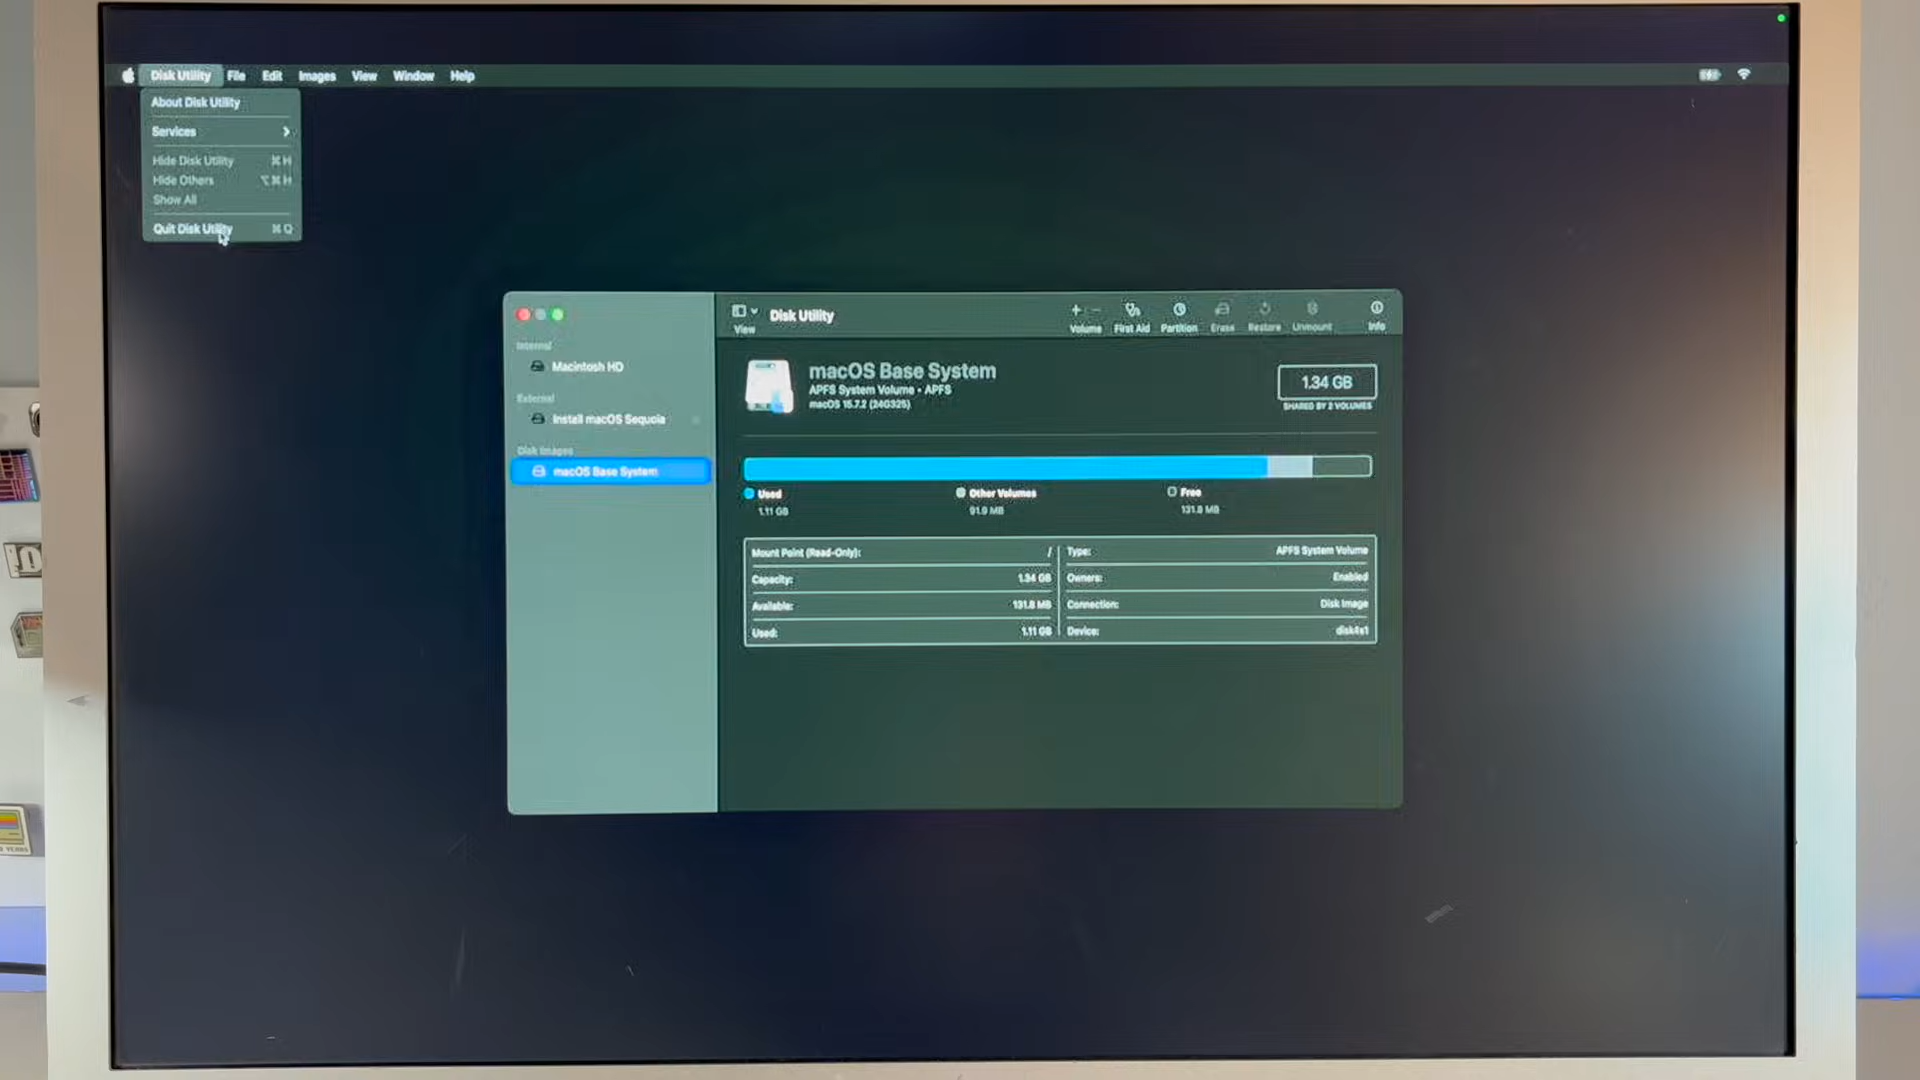 Disk Utility File Edit Images View Window Help
About Disk Utility
Services
Hide Disk Utility ⌘H
Hide Others ⌥⌘H
Show All
Quit Disk Utility ⌘Q
View
Disk Utility
Volume First Aid Partition Erase Restore Unmount Info
Internal
Macintosh HD
External
Install macOS Sequoia
Disk Images
macOS Base System
macOS Base System
APFS System Volume • APFS
macOS 15.7.2 (24G325)
1.34 GB
SHARED BY 2 VOLUMES
Used
1.11 GB
Other Volumes
91.9 MB
Free
131.8 MB
Mount Point (Read-Only): /
Capacity: 1.34 GB
Available: 131.8 MB
Used: 1.11 GB
Type: APFS System Volume
Owners: Enabled
Connection: Disk Image
Device: disk4s1